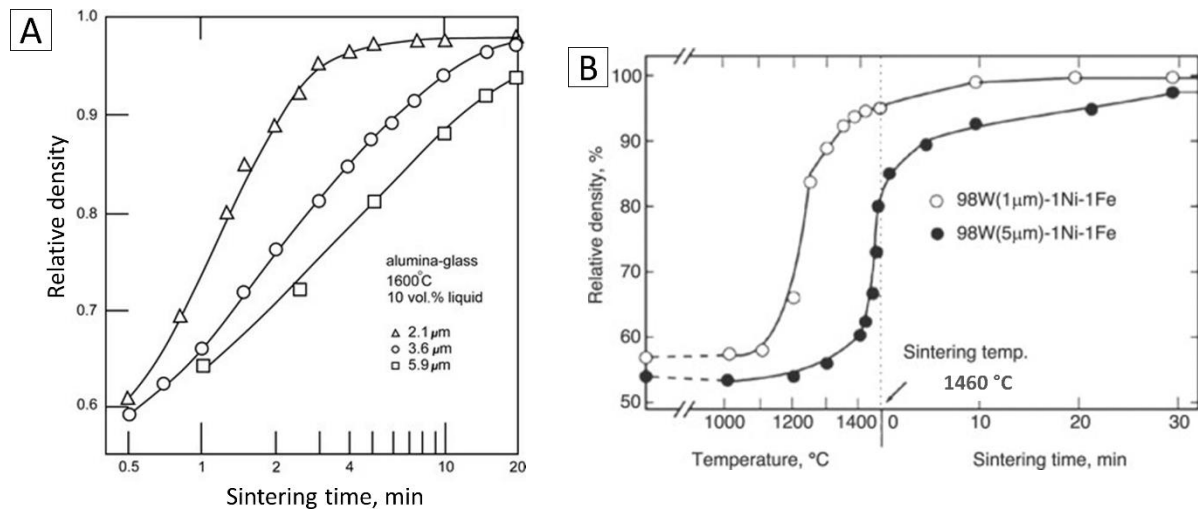 A
1.0
0.9
0.8
0.7
0.6
Relative density
0.5
1
2
4
10
20
Sintering time, min
alumina-glass
1600°C
10 vol.% liquid
2.1 μm
3.6 μm
5.9 μm
B
100
90
80
70
60
50
Relative density, %
98W(1μm)-1Ni-1Fe
98W(5μm)-1Ni-1Fe
Sintering temp.
1460 °C
1000
1200
1400
0
10
20
30
Temperature, °C
Sintering time, min